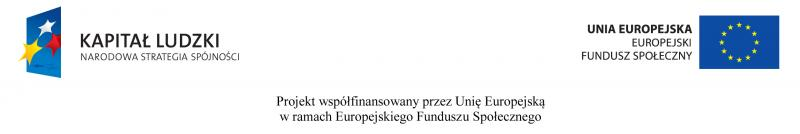 KAPITAŁ LUDZKI
NARODOWA STRATEGIA SPÓJNOŚCI
UNIA EUROPEJSKA
EUROPEJSKI
FUNDUSZ SPOŁECZNY
Projekt współfinansowany przez Unię Europejską
w ramach Europejskiego Funduszu Społecznego